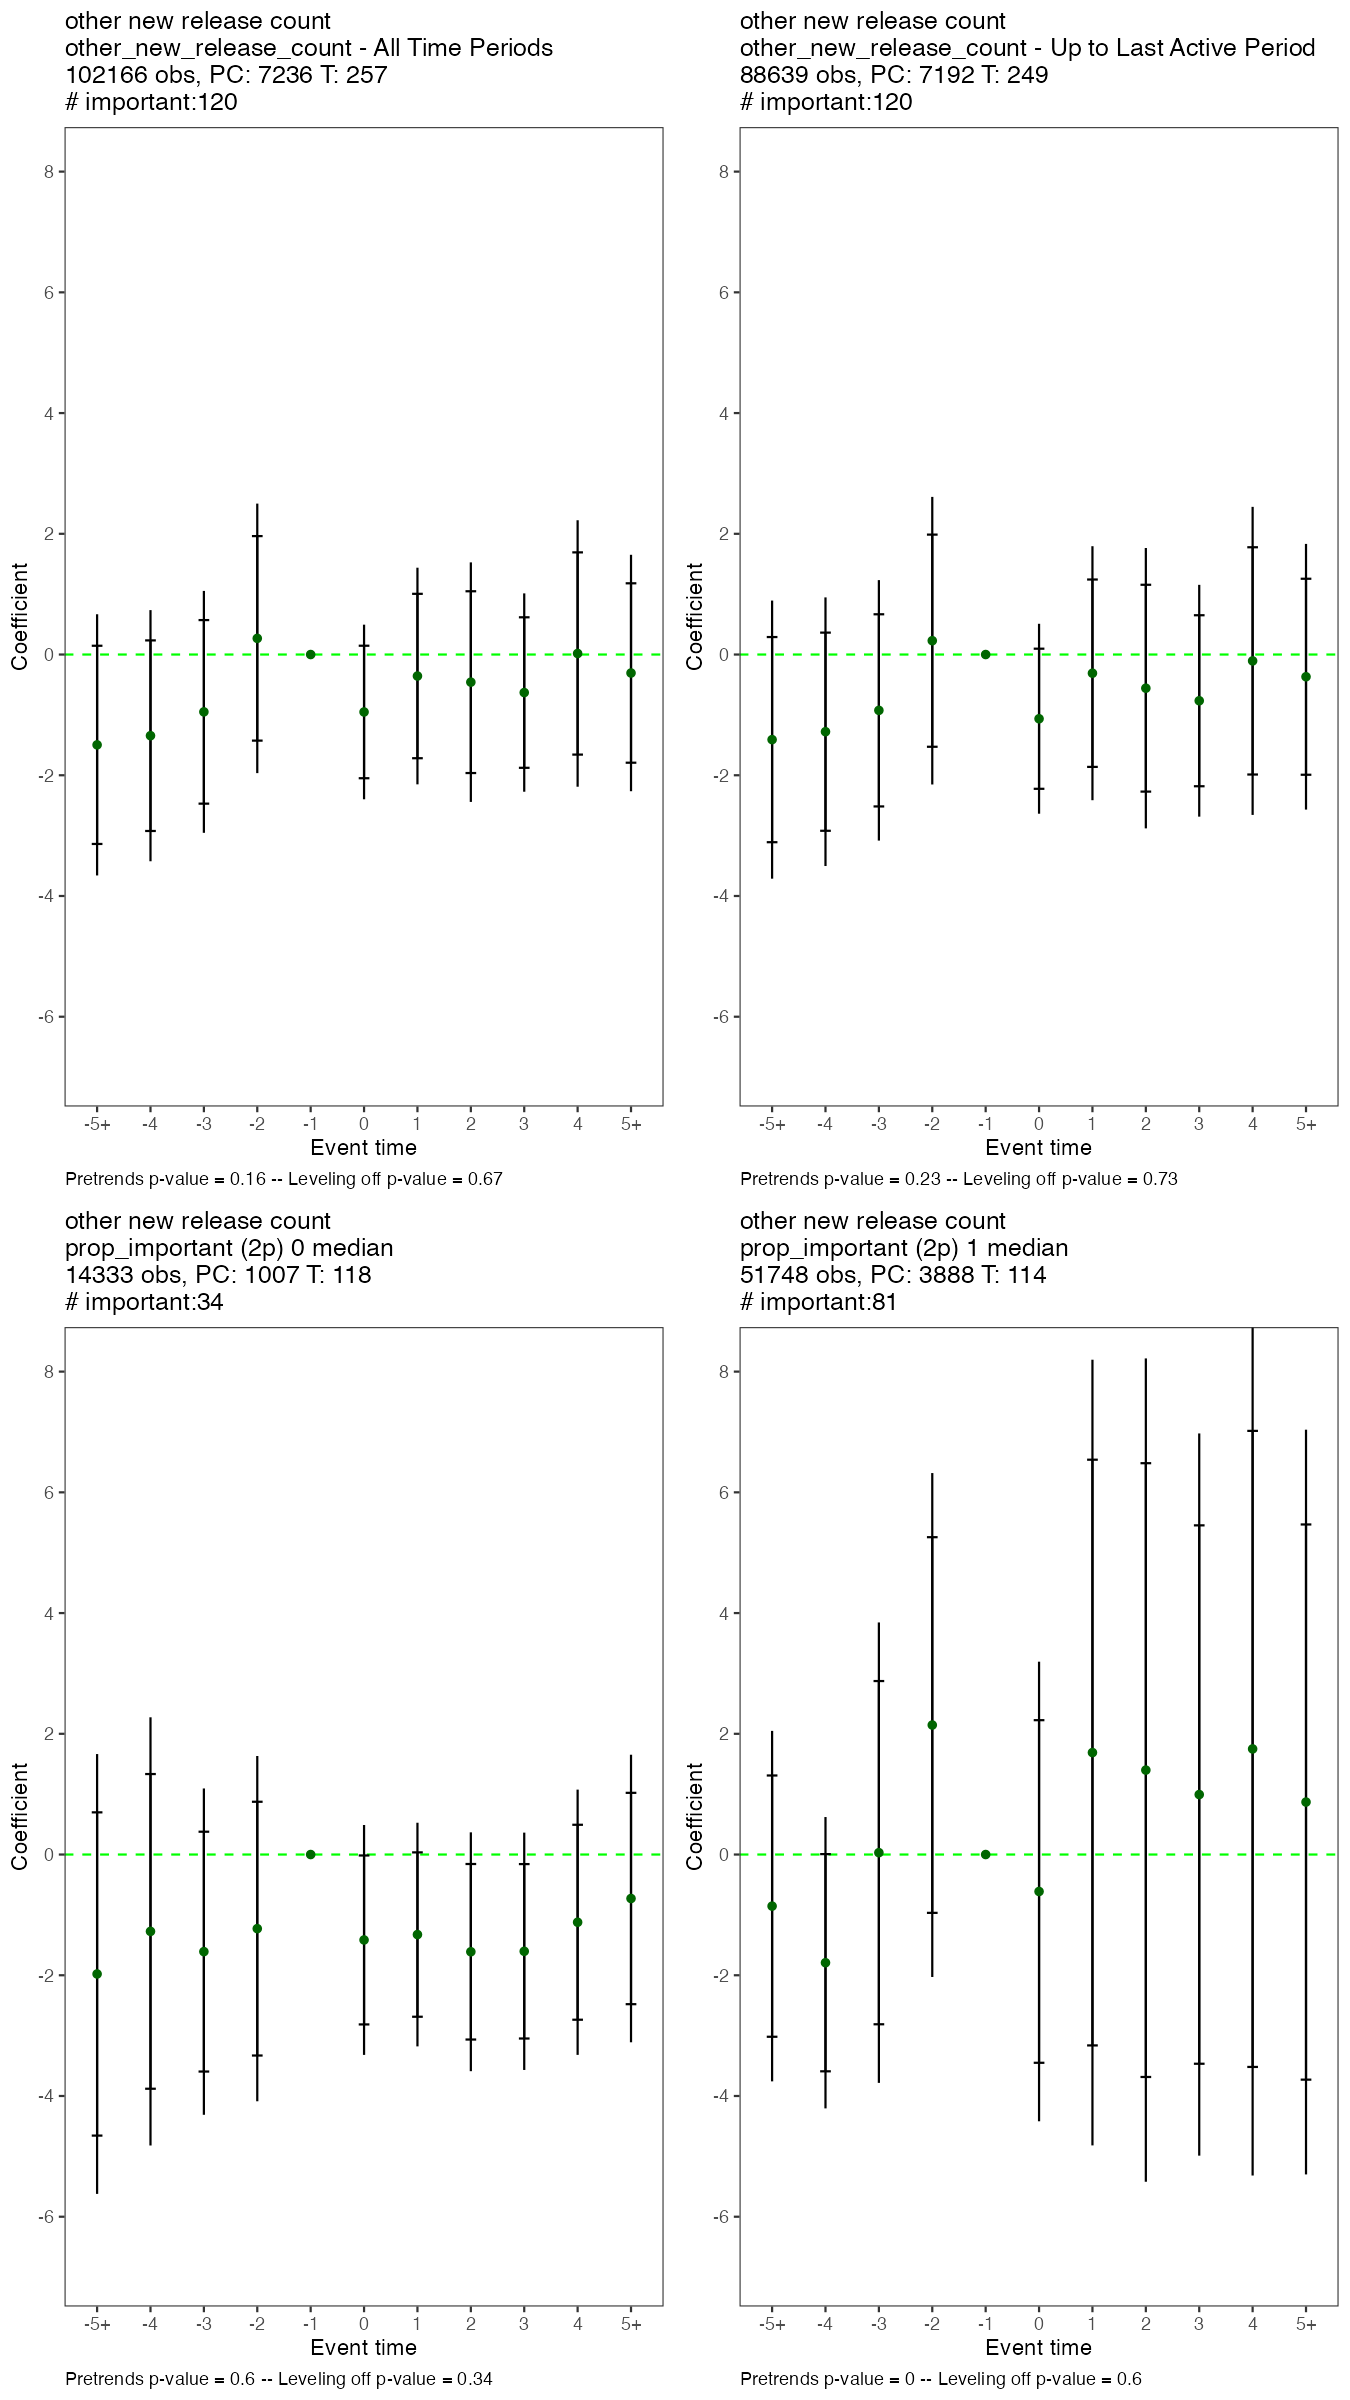 other new release count
other_new_release_count - All Time Periods
102166 obs, PC: 7236 T: 257
# important:120
8
6
4
2
0
-2
-4
-6
Coefficient
-5+ -4 -3 -2 -1 0 1 2 3 4 5+
Event time
Pretrends p-value = 0.16 -- Leveling off p-value = 0.67
other new release count
other_new_release_count - Up to Last Active Period
88639 obs, PC: 7192 T: 249
# important:120
8
6
4
2
0
-2
-4
-6
Coefficient
-5+ -4 -3 -2 -1 0 1 2 3 4 5+
Event time
Pretrends p-value = 0.23 -- Leveling off p-value = 0.73
other new release count
prop_important (2p) 0 median
14333 obs, PC: 1007 T: 118
# important:34
8
6
4
2
0
-2
-4
-6
Coefficient
-5+ -4 -3 -2 -1 0 1 2 3 4 5+
Event time
Pretrends p-value = 0.6 -- Leveling off p-value = 0.34
other new release count
prop_important (2p) 1 median
51748 obs, PC: 3888 T: 114
# important:81
8
6
4
2
0
-2
-4
-6
Coefficient
-5+ -4 -3 -2 -1 0 1 2 3 4 5+
Event time
Pretrends p-value = 0 -- Leveling off p-value = 0.6